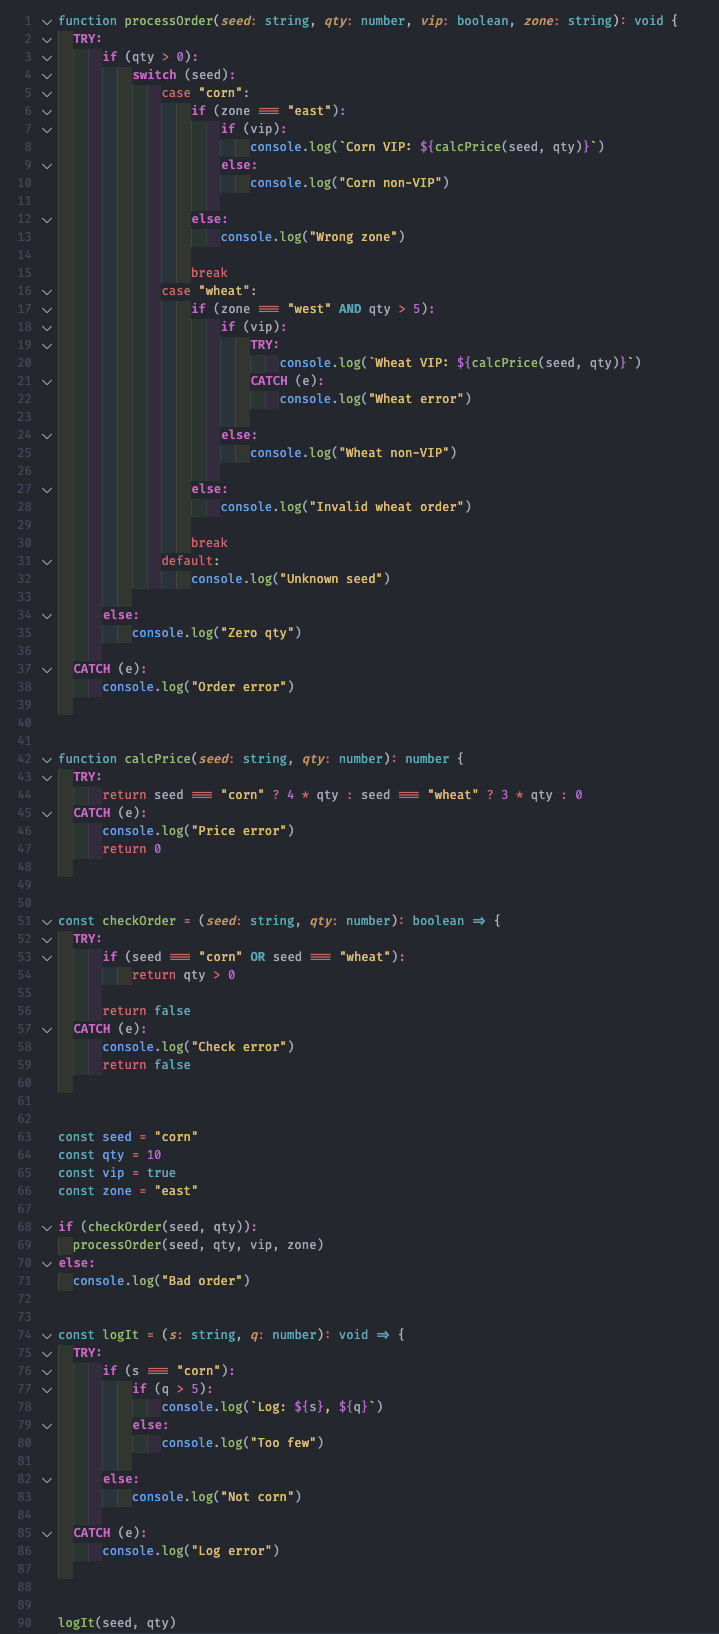 1 function processOrder(seed: string, qty: number, vip: boolean, zone: string): void {
2 TRY:
3 if (qty > 0):
4 switch (seed):
5 case "corn":
6 if (zone === "east"):
7 if (vip):
8 console.log(`Corn VIP: ${calcPrice(seed, qty)}`)
9 else:
10 console.log("Corn non-VIP")
11
12 else:
13 console.log("Wrong zone")
14
15 break
16 case "wheat":
17 if (zone === "west" AND qty > 5):
18 if (vip):
19 TRY:
20 console.log(`Wheat VIP: ${calcPrice(seed, qty)}`)
21 CATCH (e):
22 console.log("Wheat error")
23
24 else:
25 console.log("Wheat non-VIP")
26
27 else:
28 console.log("Invalid wheat order")
29
30 break
31 default:
32 console.log("Unknown seed")
33
34 else:
35 console.log("Zero qty")
36
37 CATCH (e):
38 console.log("Order error")
39
40
41
42 function calcPrice(seed: string, qty: number): number {
43 TRY:
44 return seed === "corn" ? 4 * qty : seed === "wheat" ? 3 * qty : 0
45 CATCH (e):
46 console.log("Price error")
47 return 0
48
49
50
51 const checkOrder = (seed: string, qty: number): boolean => {
52 TRY:
53 if (seed === "corn" OR seed === "wheat"):
54 return qty > 0
55
56 return false
57 CATCH (e):
58 console.log("Check error")
59 return false
60
61
62
63 const seed = "corn"
64 const qty = 10
65 const vip = true
66 const zone = "east"
67
68 if (checkOrder(seed, qty)):
69 processOrder(seed, qty, vip, zone)
70 else:
71 console.log("Bad order")
72
73
74 const logIt = (s: string, q: number): void => {
75 TRY:
76 if (s === "corn"):
77 if (q > 5):
78 console.log(`Log: ${s}, ${q}`)
79 else:
80 console.log("Too few")
81
82 else:
83 console.log("Not corn")
84
85 CATCH (e):
86 console.log("Log error")
87
88
89
90 logIt(seed, qty)